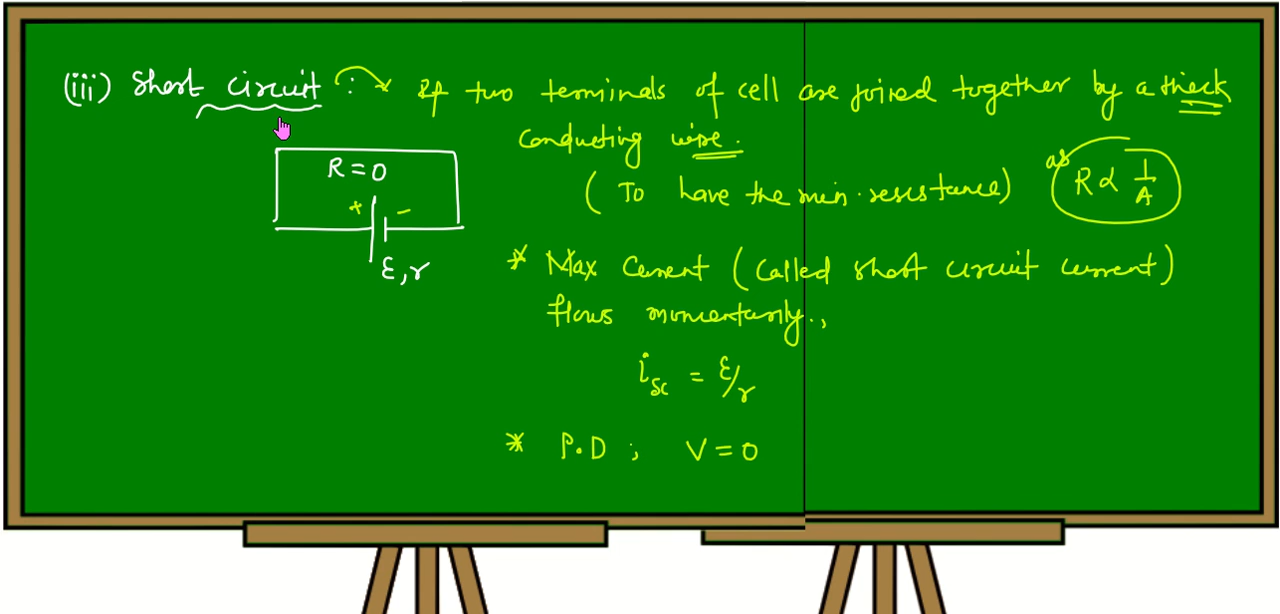 (iii) Short circuit : → If two terminals of cell are joined together by a thick
conducting wire.
R = 0
( To have the min. resistance) as R ∝ 1/A
+ −
ε, r
* Max Current (called short circuit current)
flows momentarily.,
i_sc = ε/r
* P.D ; V = 0